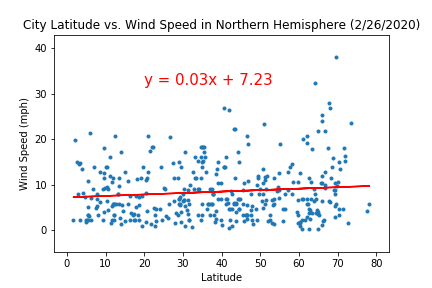 City Latitude vs. Wind Speed in Northern Hemisphere (2/26/2020)
40
y = 0.03x + 7.23
30
20
10
0
Wind Speed (mph)
0 10 20 30 40 50 60 70 80
Latitude